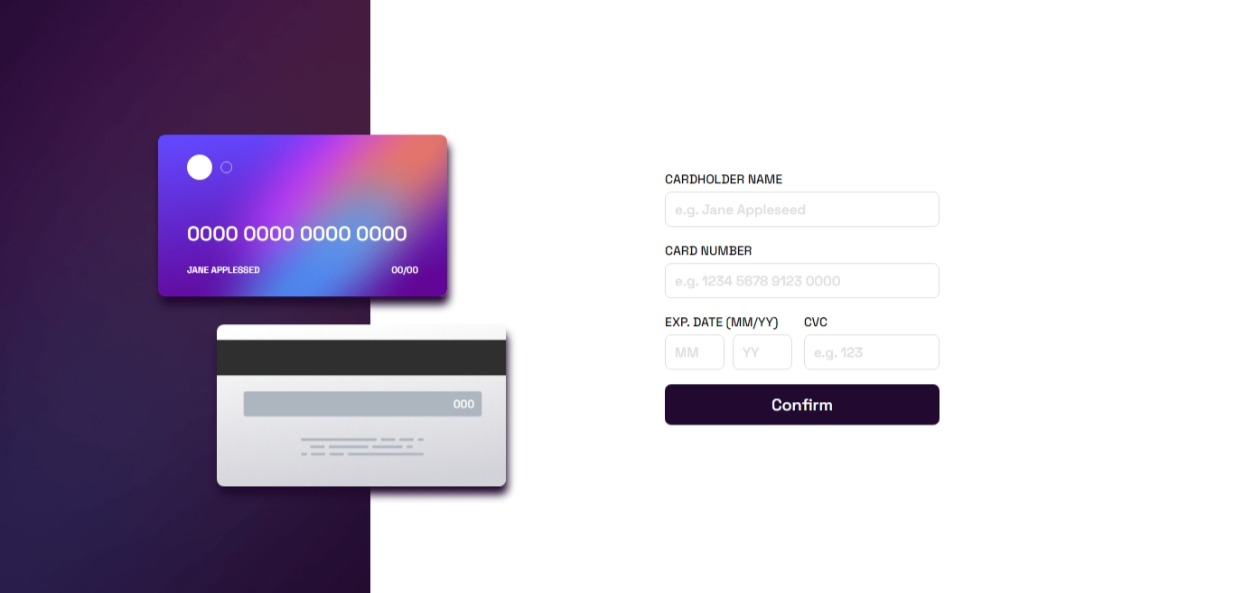 0000 0000 0000 0000
JANE APPLESSED
00/00
000
CARDHOLDER NAME
e.g. Jane Appleseed
CARD NUMBER
e.g. 1234 5678 9123 0000
EXP. DATE (MM/YY) CVC
MM YY e.g. 123
Confirm